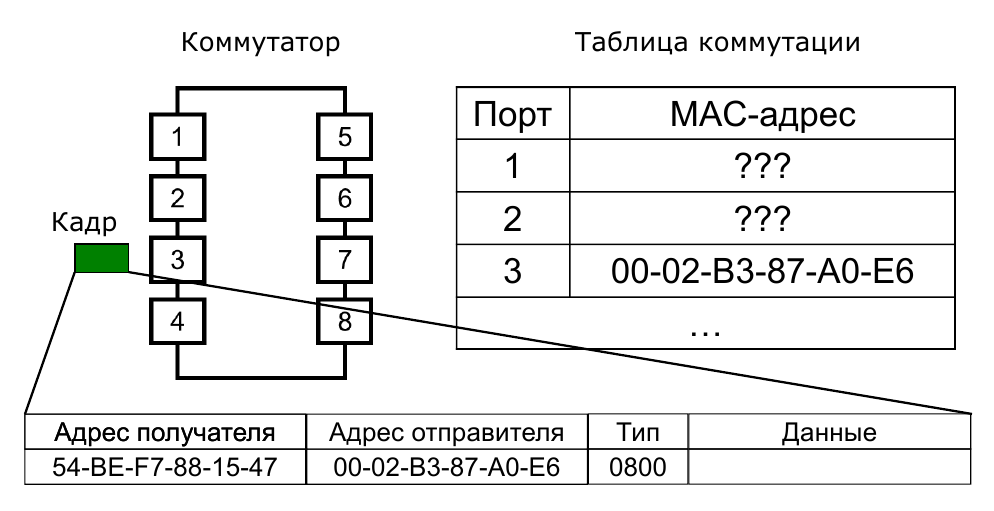 Коммутатор
Таблица коммутации
1
2
3
4
5
6
7
8
Кадр
Порт MAC-адрес
1 ???
2 ???
3 00-02-B3-87-A0-E6
...
Адрес получателя Адрес отправителя Тип Данные
54-BE-F7-88-15-47 00-02-B3-87-A0-E6 0800